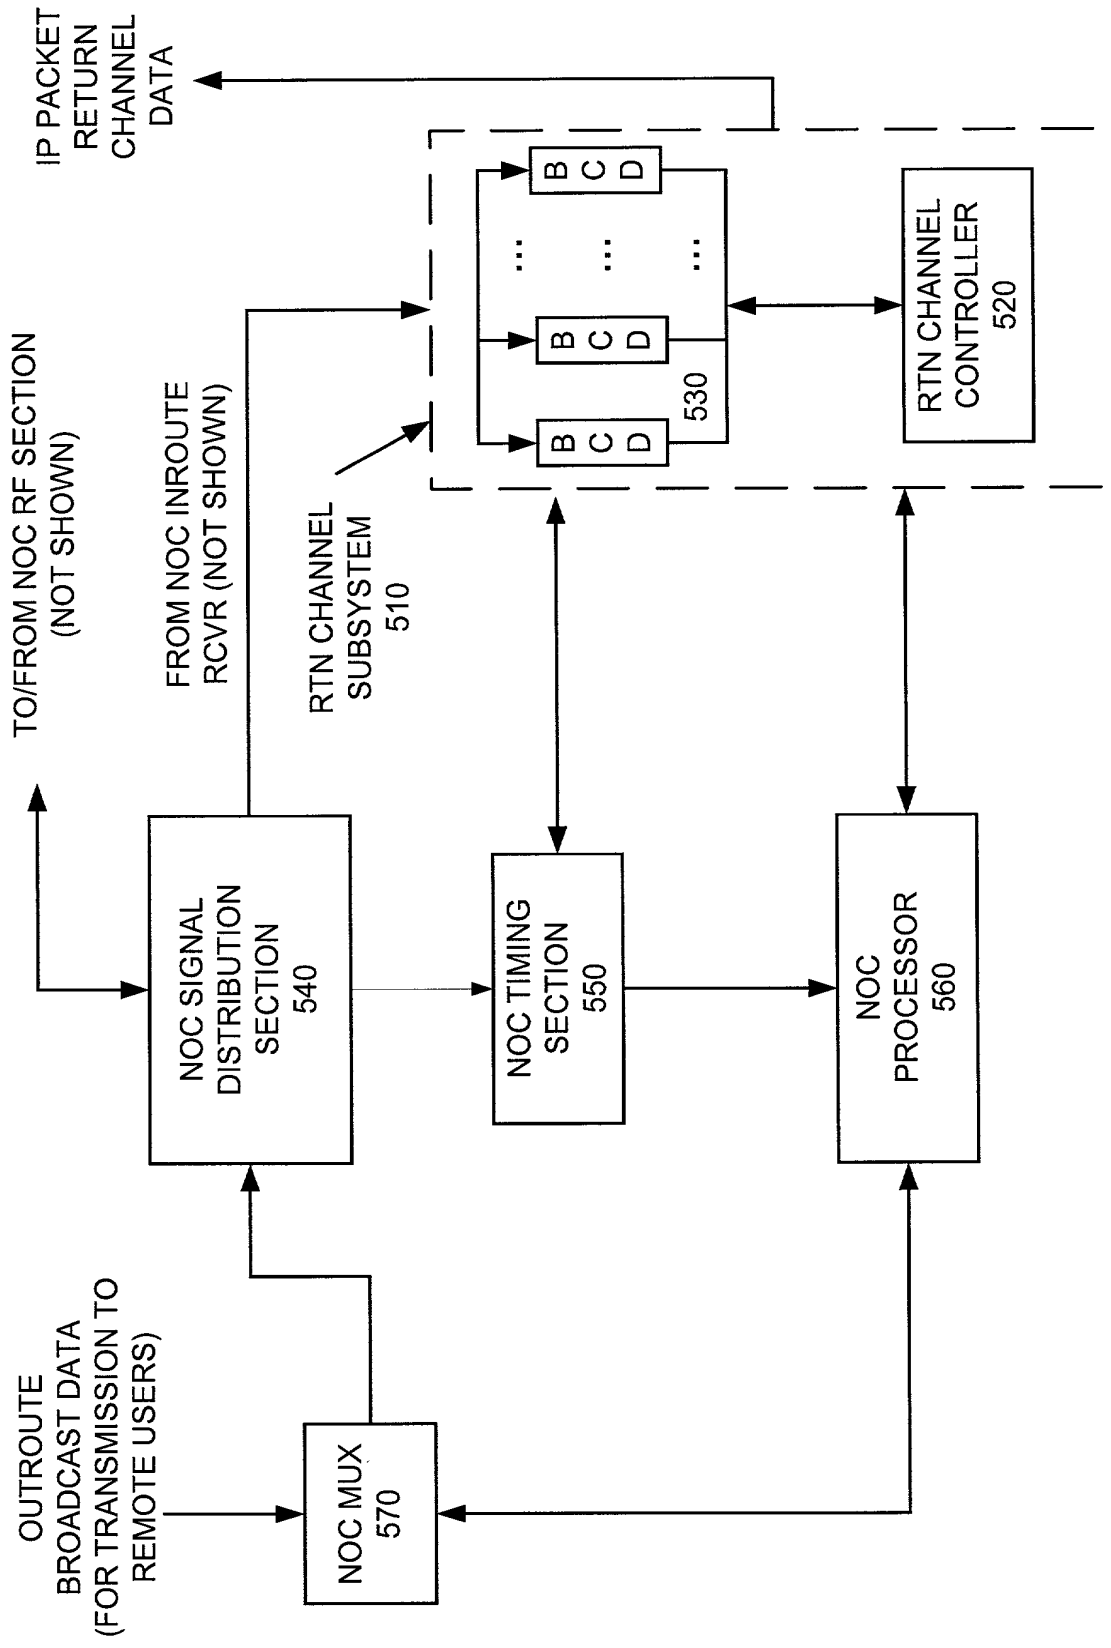 OUTROUTE
BROADCAST DATA
(FOR TRANSMISSION TO
REMOTE USERS)
NOC MUX
570
TO/FROM NOC RF SECTION
(NOT SHOWN)
NOC SIGNAL
DISTRIBUTION
SECTION
540
FROM NOC INROUTE
RCVR (NOT SHOWN)
NOC TIMING
SECTION
550
NOC
PROCESSOR
560
RTN CHANNEL
SUBSYSTEM
510
IP PACKET
RETURN
CHANNEL
DATA
B
C
D
B
C
D
...
...
...
B
C
D
530
RTN CHANNEL
CONTROLLER
520